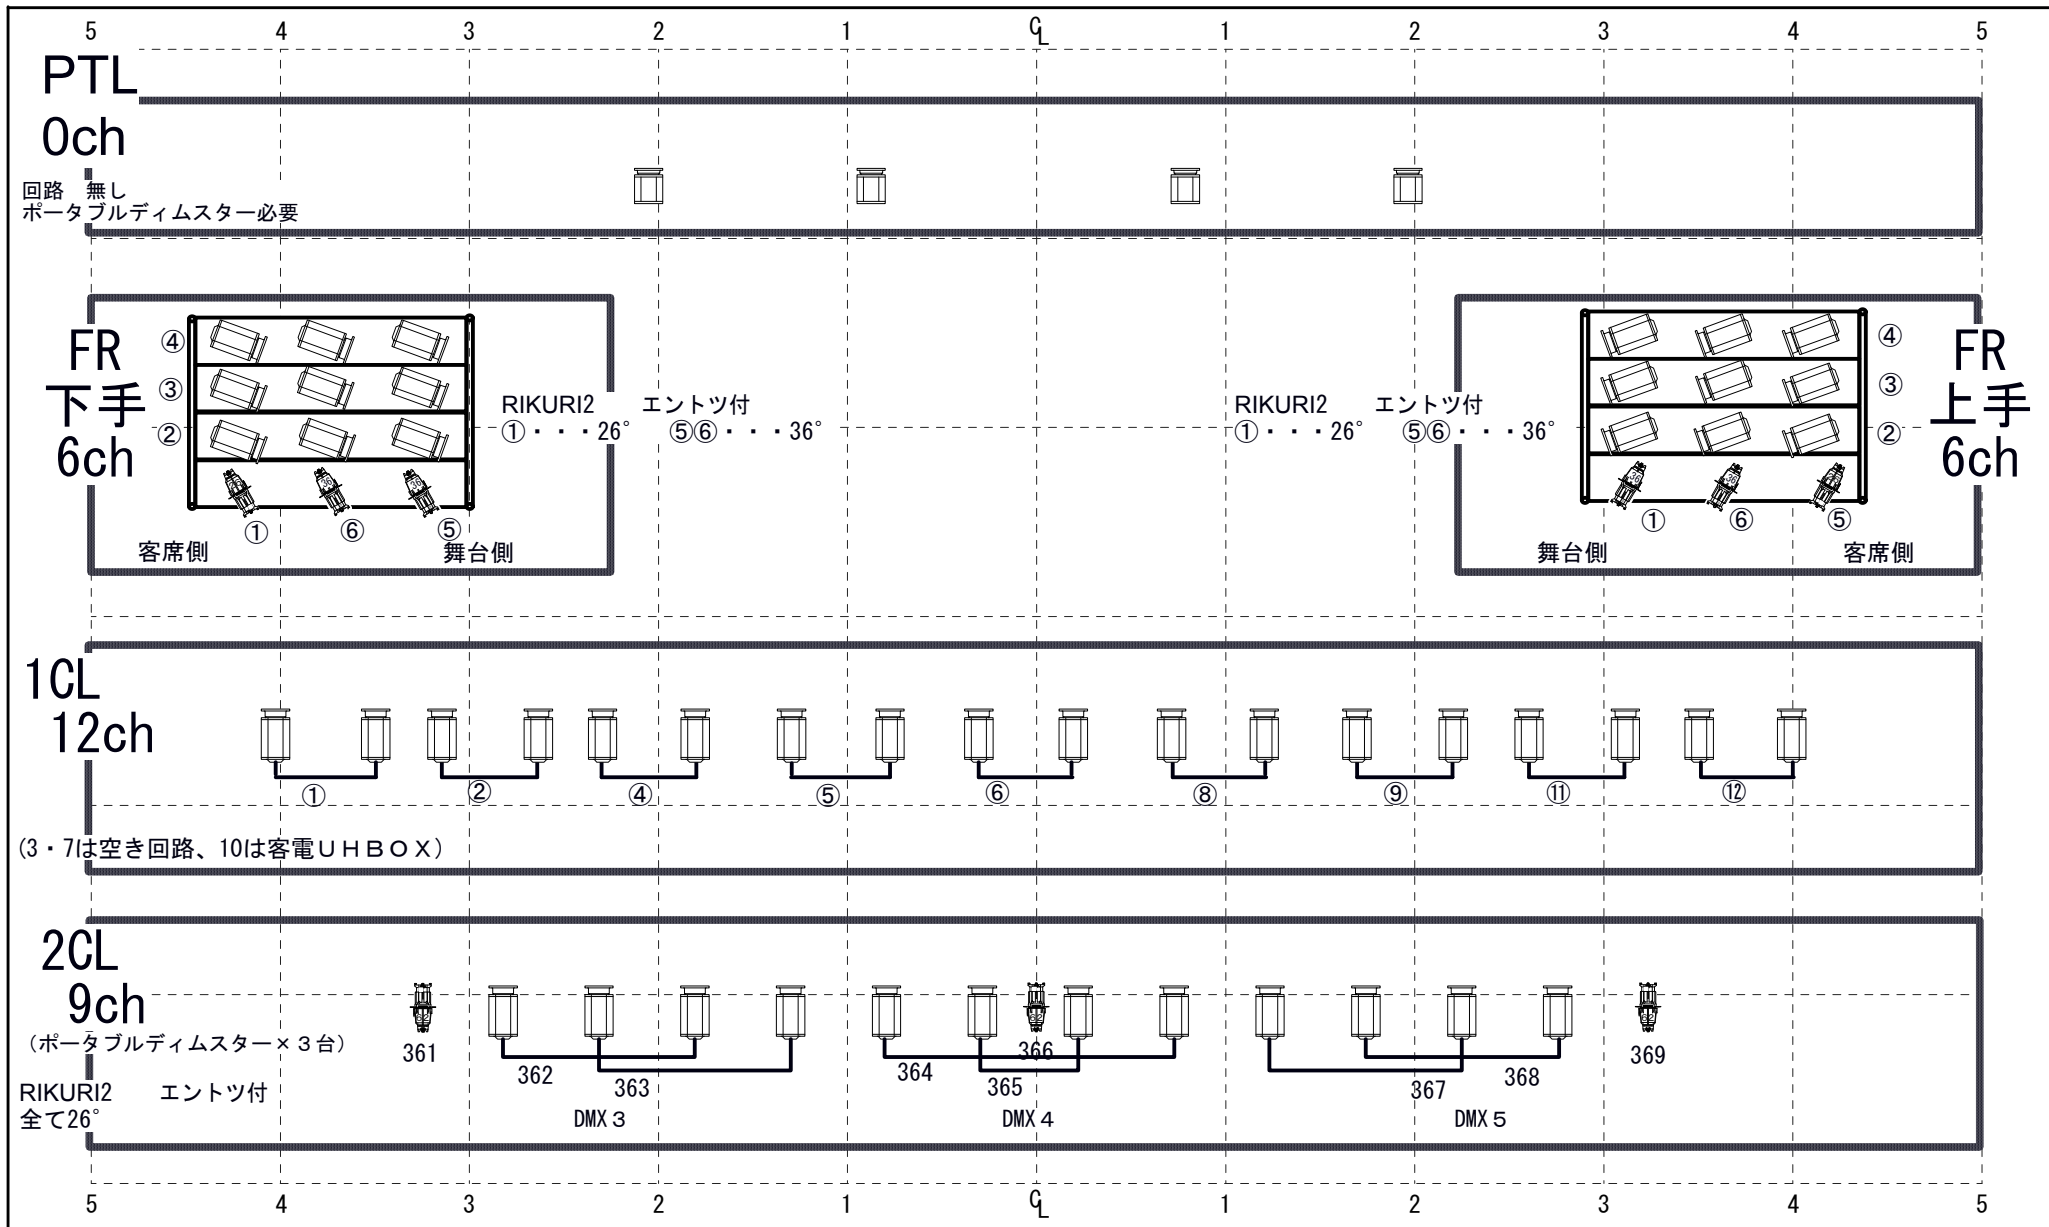 5 4 3 2 1 CL 1 2 3 4 5
PTL
0ch
回路 無し
ポータブルディムスター必要
FR
下手
6ch
④
③
②
① ⑥ ⑤
客席側 舞台側
RIKURI2 エントツ付
①・・・26° ⑤⑥・・・36°
RIKURI2 エントツ付
①・・・26° ⑤⑥・・・36°
④
③
②
① ⑥ ⑤
舞台側 客席側
FR
上手
6ch
1CL
12ch
① ② ④ ⑤ ⑥ ⑧ ⑨ ⑪ ⑫
(3・7は空き回路、10は客電ＵＨＢＯＸ)
2CL
9ch
(ポータブルディムスター×３台)
RIKURI2 エントツ付
全て26°
361 362 363 364 365 366 367 368 369
DMX３ DMX４ DMX５
5 4 3 2 1 CL 1 2 3 4 5